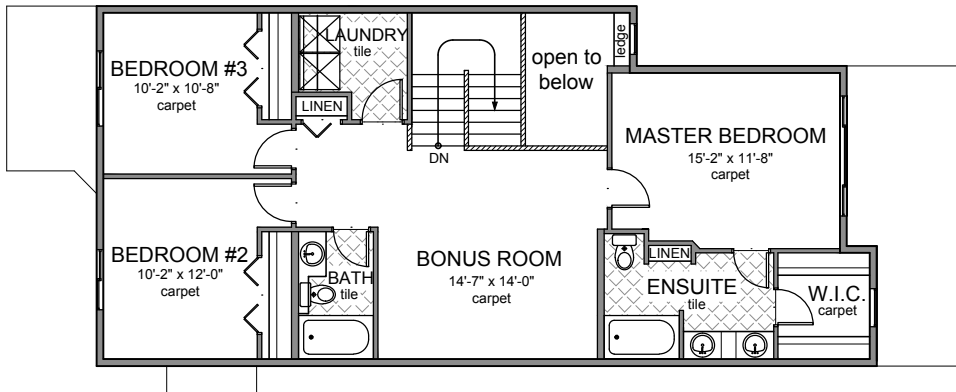 BEDROOM #3
10'-2" x 10'-8"
carpet
LAUNDRY
tile
LINEN
DN
open to
below
ledge
MASTER BEDROOM
15'-2" x 11'-8"
carpet
BEDROOM #2
10'-2" x 12'-0"
carpet
BATH
tile
BONUS ROOM
14'-7" x 14'-0"
carpet
LINEN
ENSUITE
tile
W.I.C.
carpet